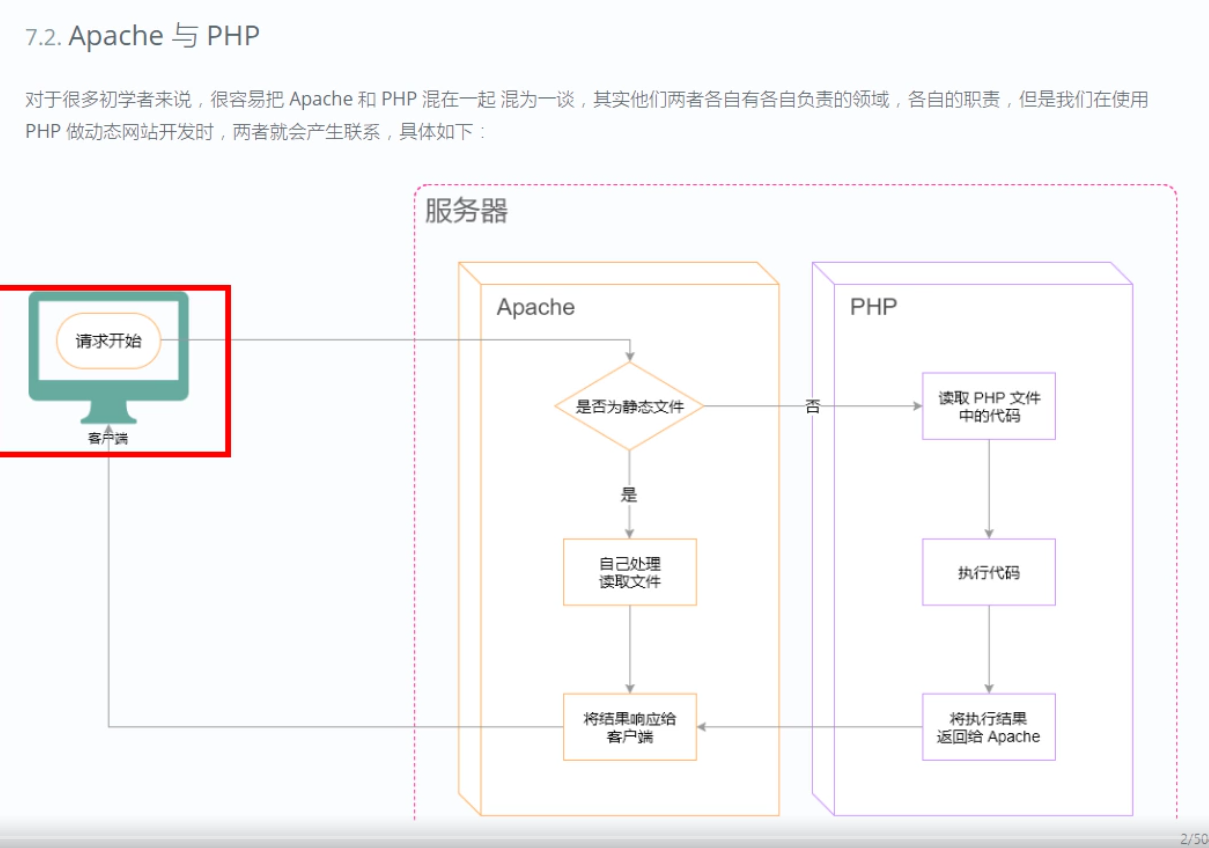 7.2. Apache 与 PHP
对于很多初学者来说，很容易把 Apache 和 PHP 混在一起 混为一谈，其实他们两者各自有各自负责的领域，各自的职责，但是我们在使用
PHP 做动态网站开发时，两者就会产生联系，具体如下：
服务器
Apache
PHP
请求开始
客户端
是否为静态文件
否
读取 PHP 文件
中的代码
是
自己处理
读取文件
执行代码
将结果响应给
客户端
将执行结果
返回给 Apache
2/50